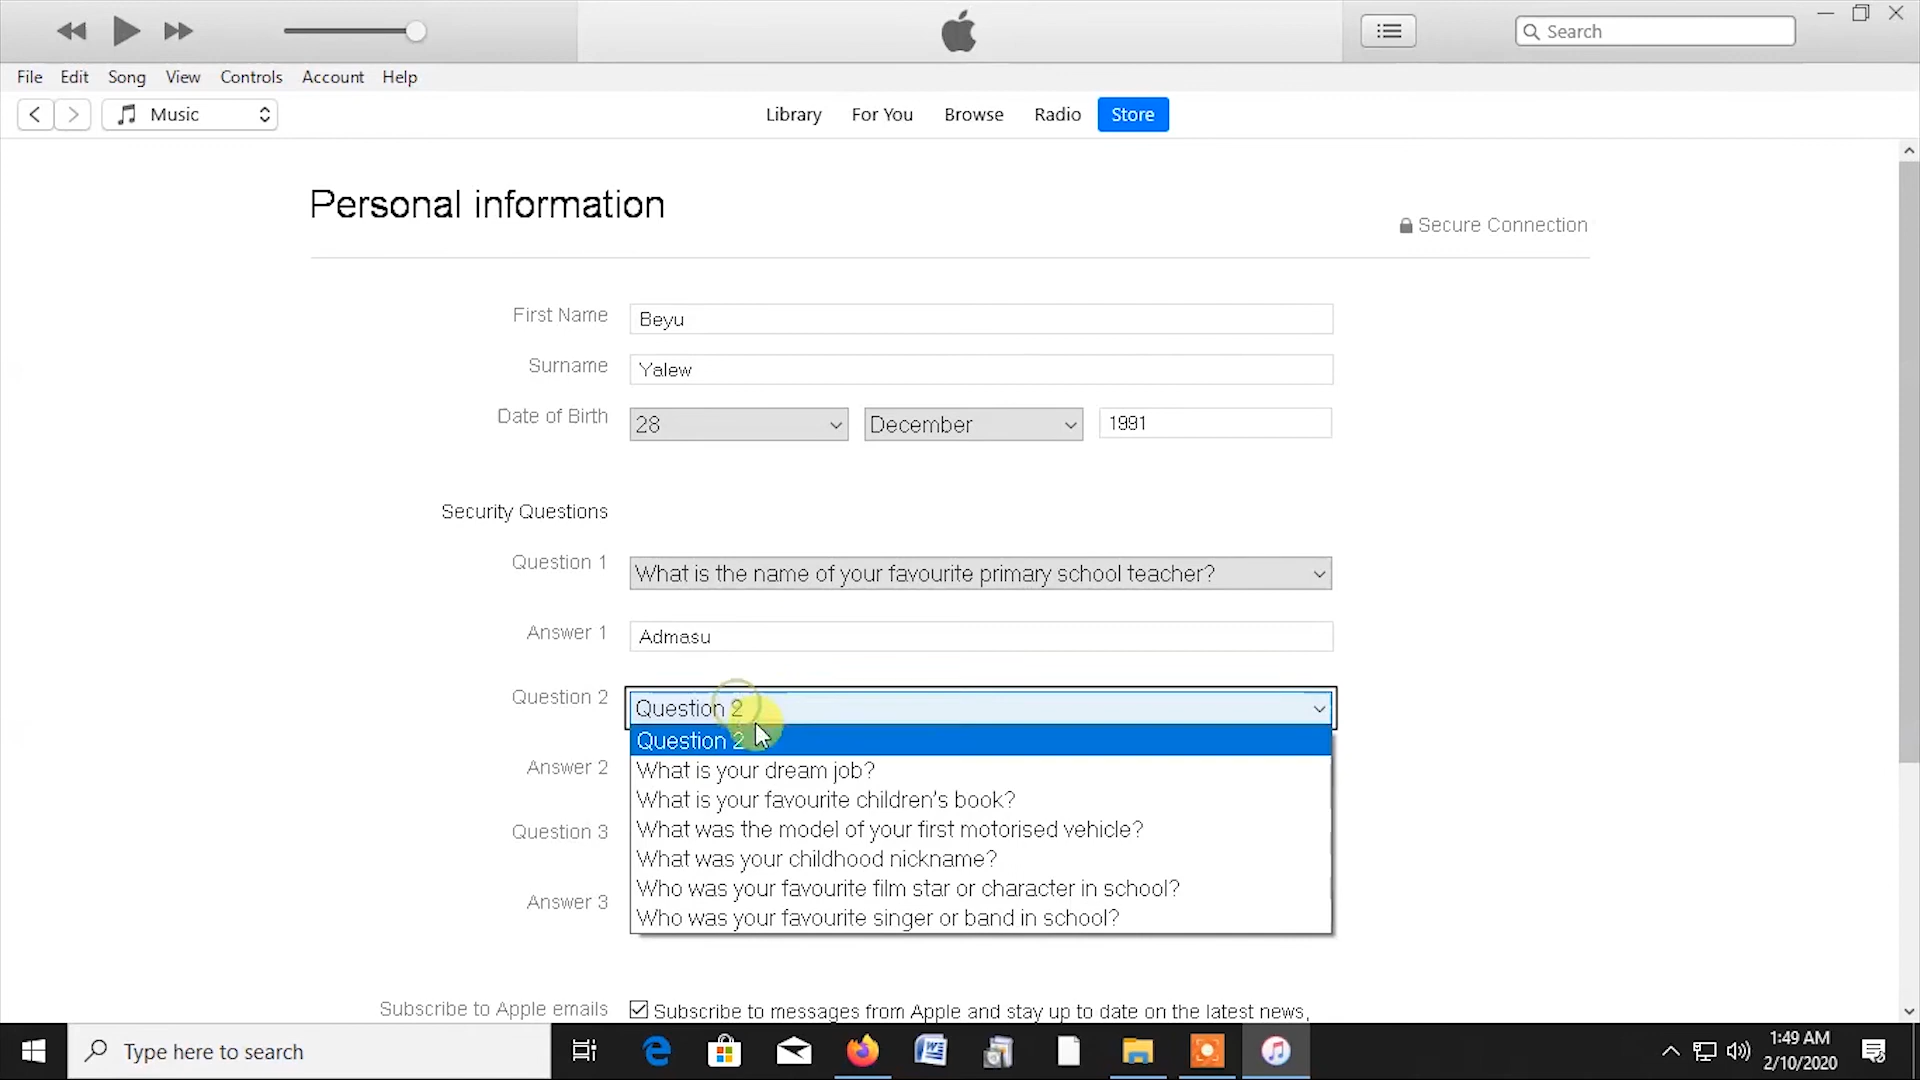 Search
File Edit Song View Controls Account Help
Music
Library For You Browse Radio Store
Personal information
Secure Connection
First Name Beyu
Surname Yalew
Date of Birth 28 December 1991
Security Questions
Question 1 What is the name of your favourite primary school teacher?
Answer 1 Admasu
Question 2 Question 2
Question 2
Answer 2 What is your dream job?
What is your favourite children's book?
Question 3 What was the model of your first motorised vehicle?
What was your childhood nickname?
Who was your favourite film star or character in school?
Answer 3 Who was your favourite singer or band in school?
Subscribe to Apple emails Subscribe to messages from Apple and stay up to date on the latest news,
Type here to search
1:49 AM
2/10/2020